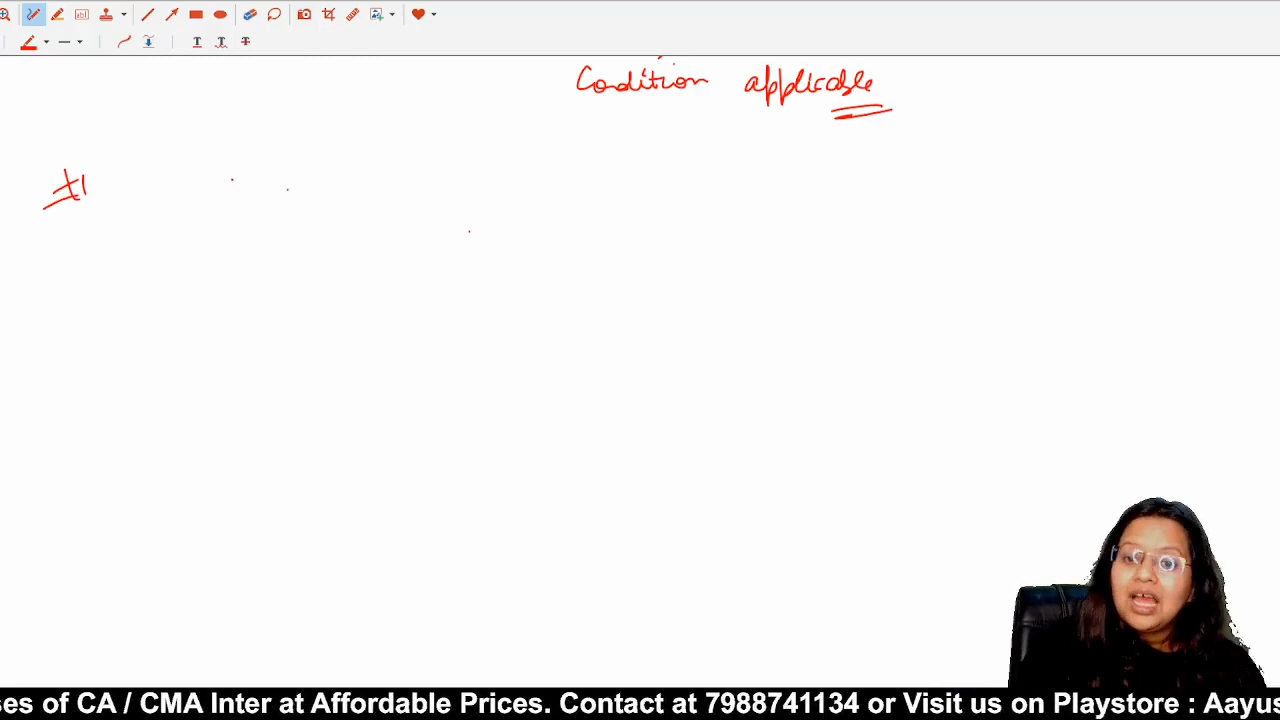 Condition applicable
ses of CA / CMA Inter at Affordable Prices. Contact at 7988741134 or Visit us on Playstore : Aayus